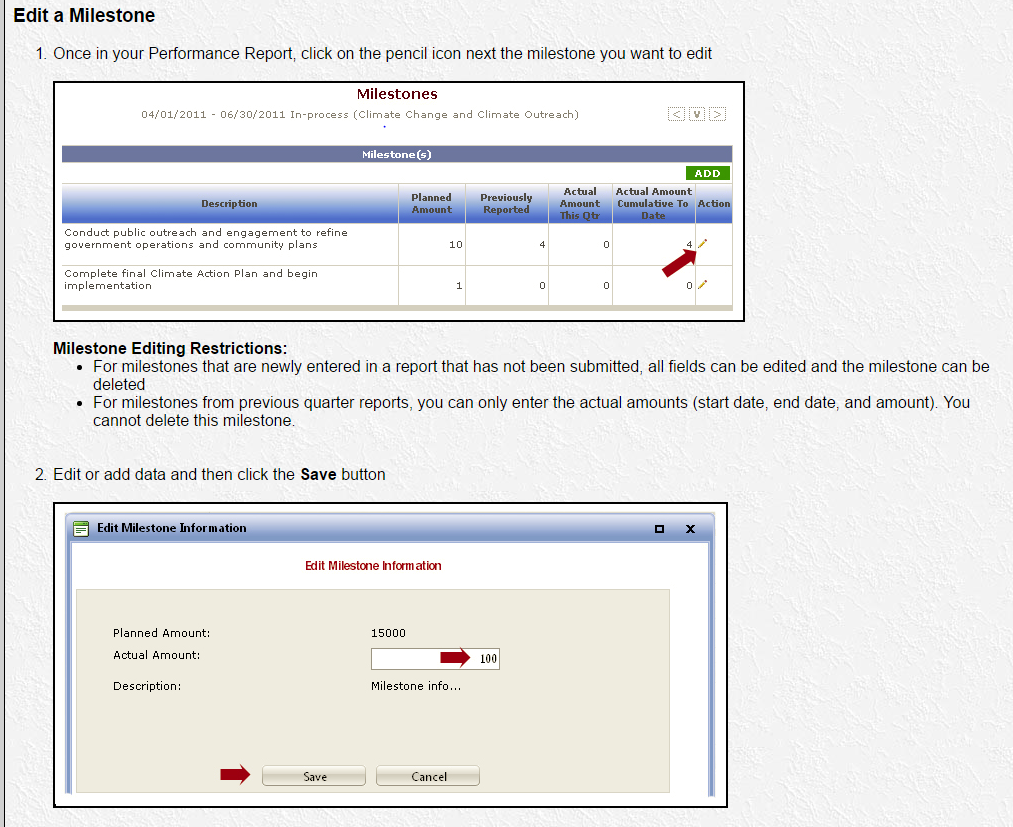 Edit a Milestone
1. Once in your Performance Report, click on the pencil icon next the milestone you want to edit
Milestones
04/01/2011 - 06/30/2011 In-process (Climate Change and Climate Outreach)
< v >
Milestone(s)
ADD
Description Planned Amount Previously Reported Actual Amount This Qtr Actual Amount Cumulative To Date Action
Conduct public outreach and engagement to refine
government operations and community plans 10 4 0 4
Complete final Climate Action Plan and begin
implementation 1 0 0 0
Milestone Editing Restrictions:
• For milestones that are newly entered in a report that has not been submitted, all fields can be edited and the milestone can be
deleted
• For milestones from previous quarter reports, you can only enter the actual amounts (start date, end date, and amount). You
cannot delete this milestone.
2. Edit or add data and then click the Save button
Edit Milestone Information
Edit Milestone Information
Planned Amount: 15000
Actual Amount: 100
Description: Milestone info...
Save Cancel